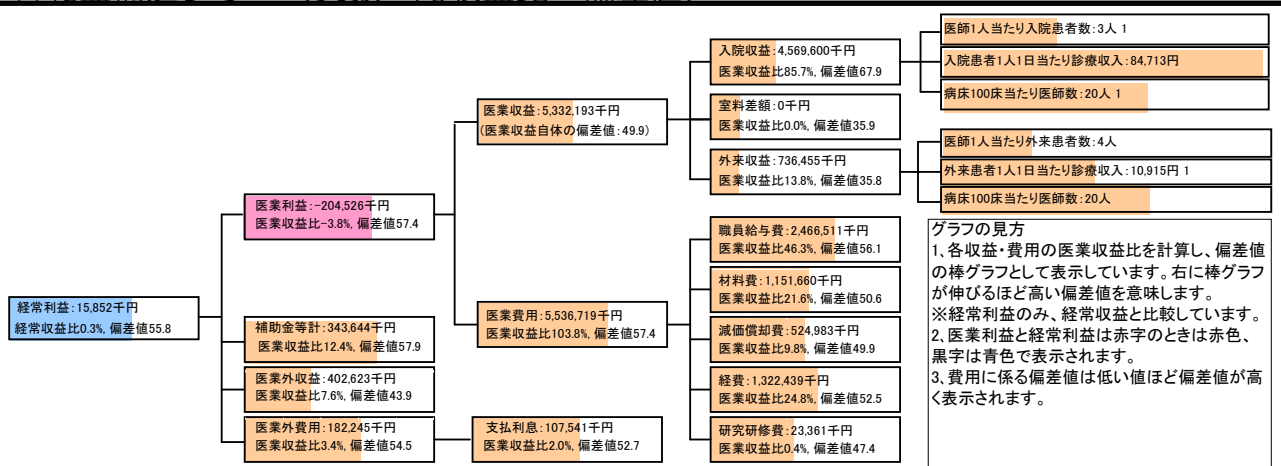 経常利益:15,852千円
経常収益比0.3%, 偏差値55.8
医業利益:-204,526千円
医業収益比-3.8%, 偏差値57.4
補助金等計:343,644千円
医業収益比12.4%, 偏差値57.9
医業外収益:402,623千円
医業収益比7.6%, 偏差値43.9
医業外費用:182,245千円
医業収益比3.4%, 偏差値54.5
医業収益:5,332,193千円
(医業収益自体の偏差値:49.9)
医業費用:5,536,719千円
医業収益比103.8%, 偏差値57.4
支払利息:107,541千円
医業収益比2.0%, 偏差値52.7
入院収益:4,569,600千円
医業収益比85.7%, 偏差値67.9
室料差額:0千円
医業収益比0.0%, 偏差値35.9
外来収益:736,455千円
医業収益比13.8%, 偏差値35.8
職員給与費:2,466,511千円
医業収益比46.3%, 偏差値56.1
材料費:1,151,660千円
医業収益比21.6%, 偏差値50.6
減価償却費:524,983千円
医業収益比9.8%, 偏差値49.9
経費:1,322,439千円
医業収益比24.8%, 偏差値52.5
研究研修費:23,361千円
医業収益比0.4%, 偏差値47.4
医師1人当たり入院患者数:3人 1
入院患者1人1日当たり診療収入:84,713円
病床100床当たり医師数:20人 1
医師1人当たり外来患者数:4人
外来患者1人1日当たり診療収入:10,915円 1
病床100床当たり医師数:20人
グラフの見方
1、各収益・費用の医業収益比を計算し、偏差値
の棒グラフとして表示しています。右に棒グラフ
が伸びるほど高い偏差値を意味します。
※経常利益のみ、経常収益と比較しています。
2、医業利益と経常利益は赤字のときは赤色、
黒字は青色で表示されます。
3、費用に係る偏差値は低い値ほど偏差値が高
く表示されます。